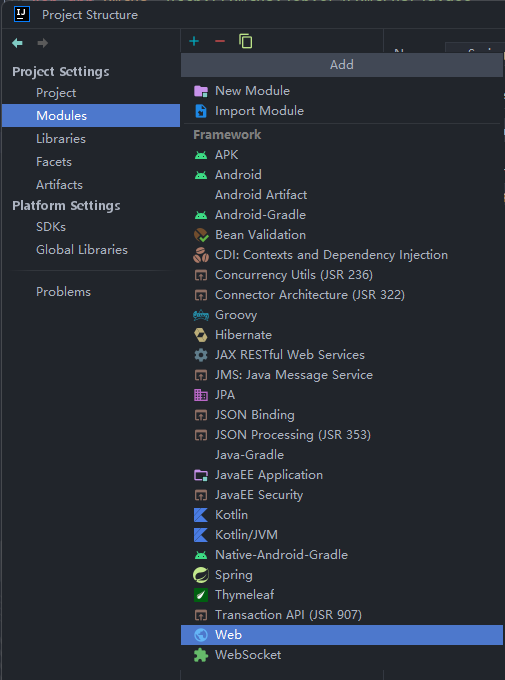 Project Structure
Project Settings
Project
Modules
Libraries
Facets
Artifacts
Platform Settings
SDKs
Global Libraries
Problems
Add
New Module
Import Module
Framework
APK
Android
Android Artifact
Android-Gradle
Bean Validation
CDI: Contexts and Dependency Injection
Concurrency Utils (JSR 236)
Connector Architecture (JSR 322)
Groovy
Hibernate
JAX RESTful Web Services
JMS: Java Message Service
JPA
JSON Binding
JSON Processing (JSR 353)
Java-Gradle
JavaEE Application
JavaEE Security
Kotlin
Kotlin/JVM
Native-Android-Gradle
Spring
Thymeleaf
Transaction API (JSR 907)
Web
WebSocket